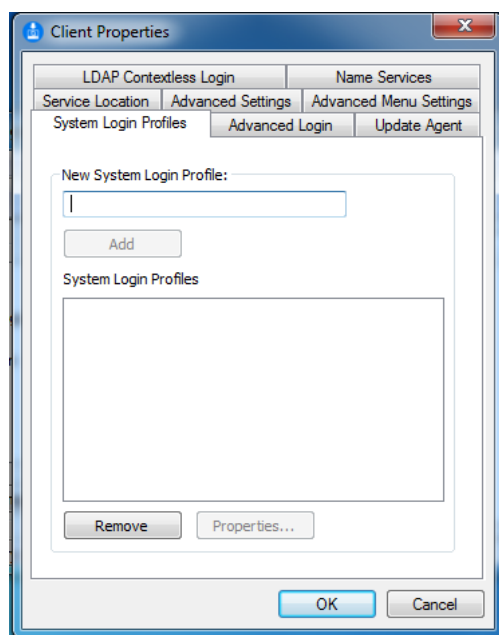 Client Properties
LDAP Contextless Login Name Services
Service Location Advanced Settings Advanced Menu Settings
System Login Profiles Advanced Login Update Agent
New System Login Profile:
Add
System Login Profiles
Remove Properties...
OK Cancel